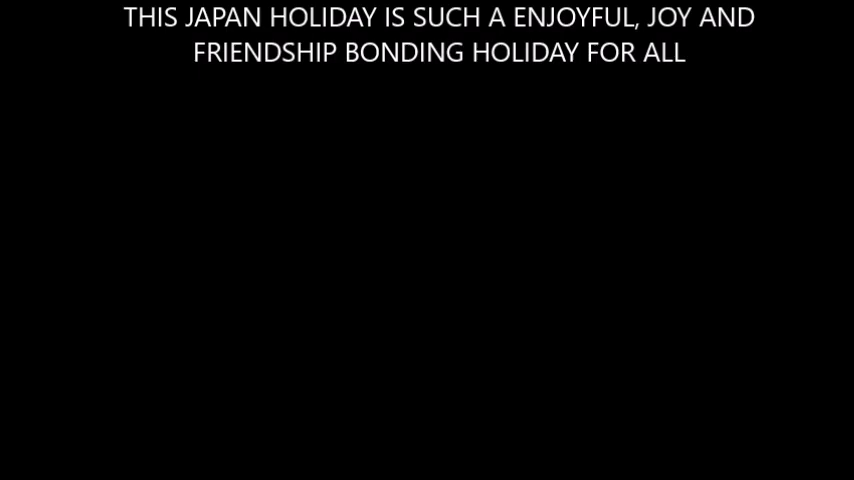 THIS JAPAN HOLIDAY IS SUCH A ENJOYFUL, JOY AND
FRIENDSHIP BONDING HOLIDAY FOR ALL